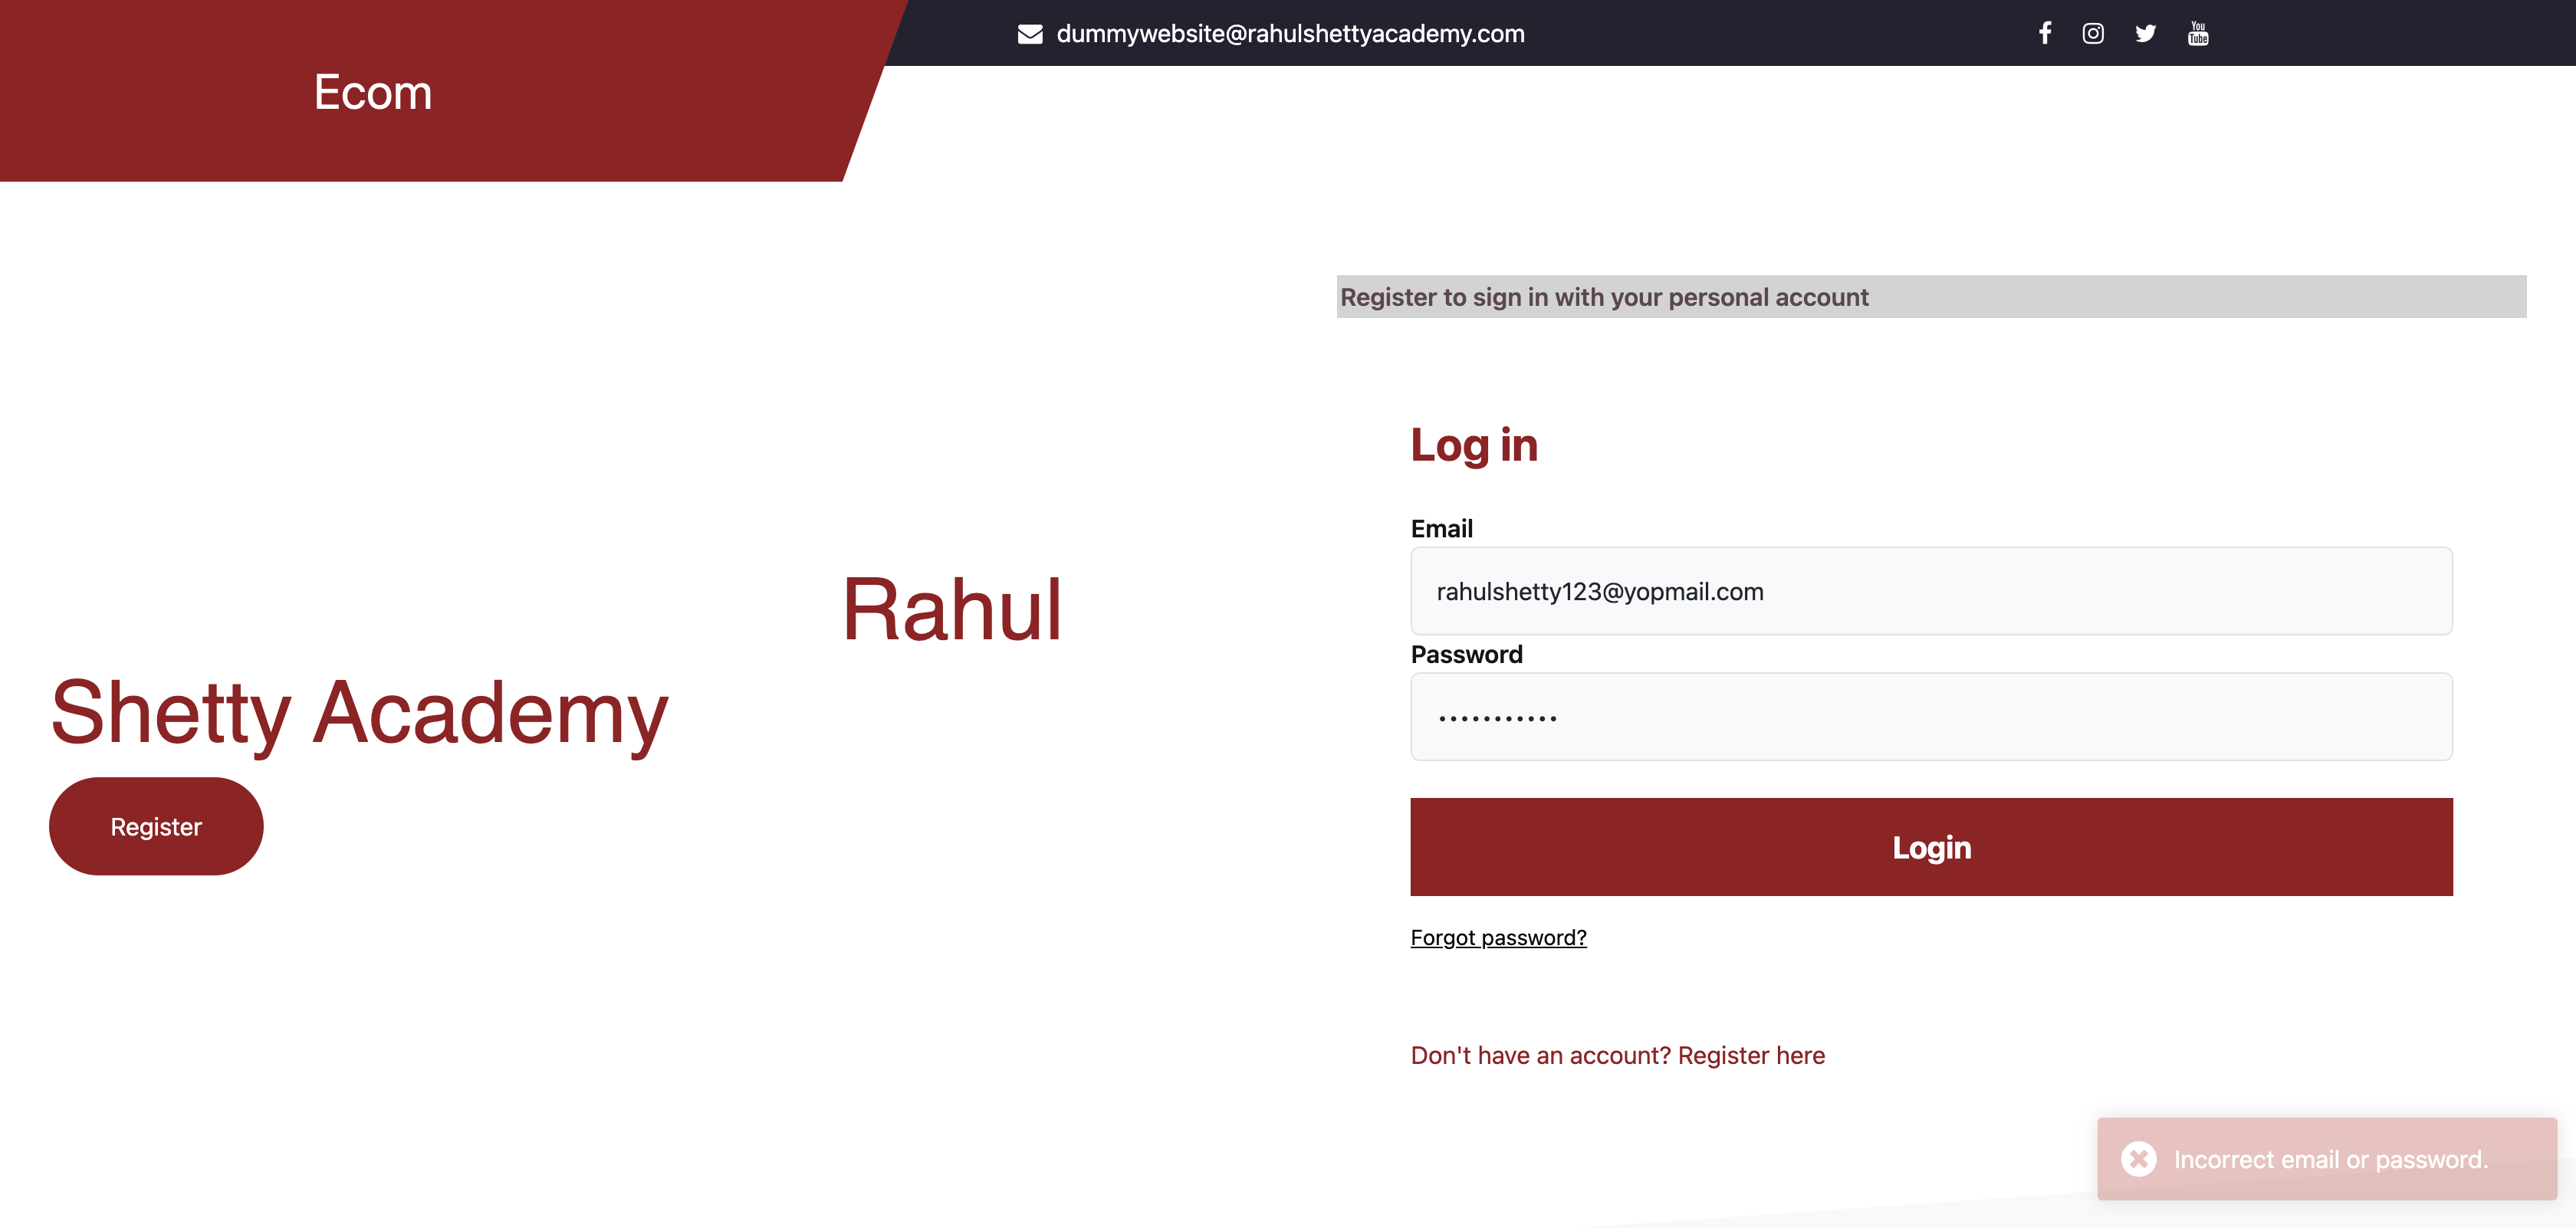 Ecom
dummywebsite@rahulshettyacademy.com
You
Tube
Register to sign in with your personal account
Rahul
Shetty Academy
Register
Log in
Email
rahulshetty123@yopmail.com
Password
•••••••••••
Login
Forgot password?
Don't have an account? Register here
Incorrect email or password.